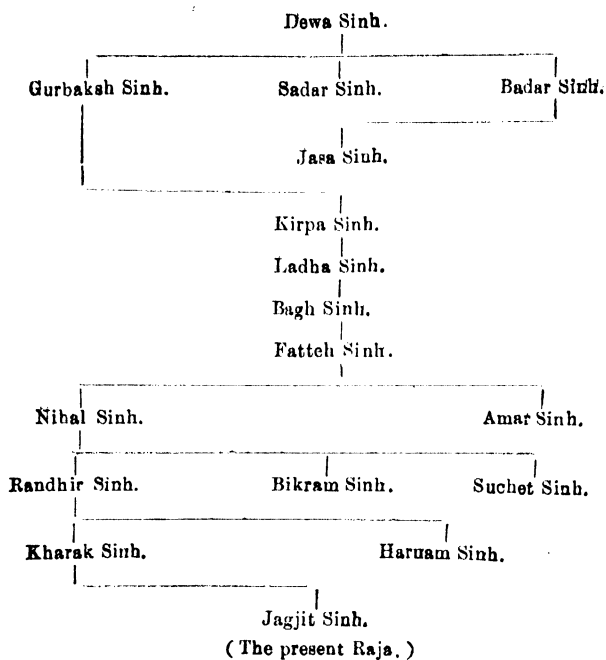 Dewa Sinh.
Gurbaksh Sinh. Sadar Sinh. Badar Sinh.
Jasa Sinh.
Kirpa Sinh.
Ladha Sinh.
Bagh Sinh.
Fatteh Sinh.
Nihal Sinh. Amar Sinh.
Randhir Sinh. Bikram Sinh. Suchet Sinh.
Kharak Sinh. Harnam Sinh.
Jagjit Sinh.
(The present Raja.)